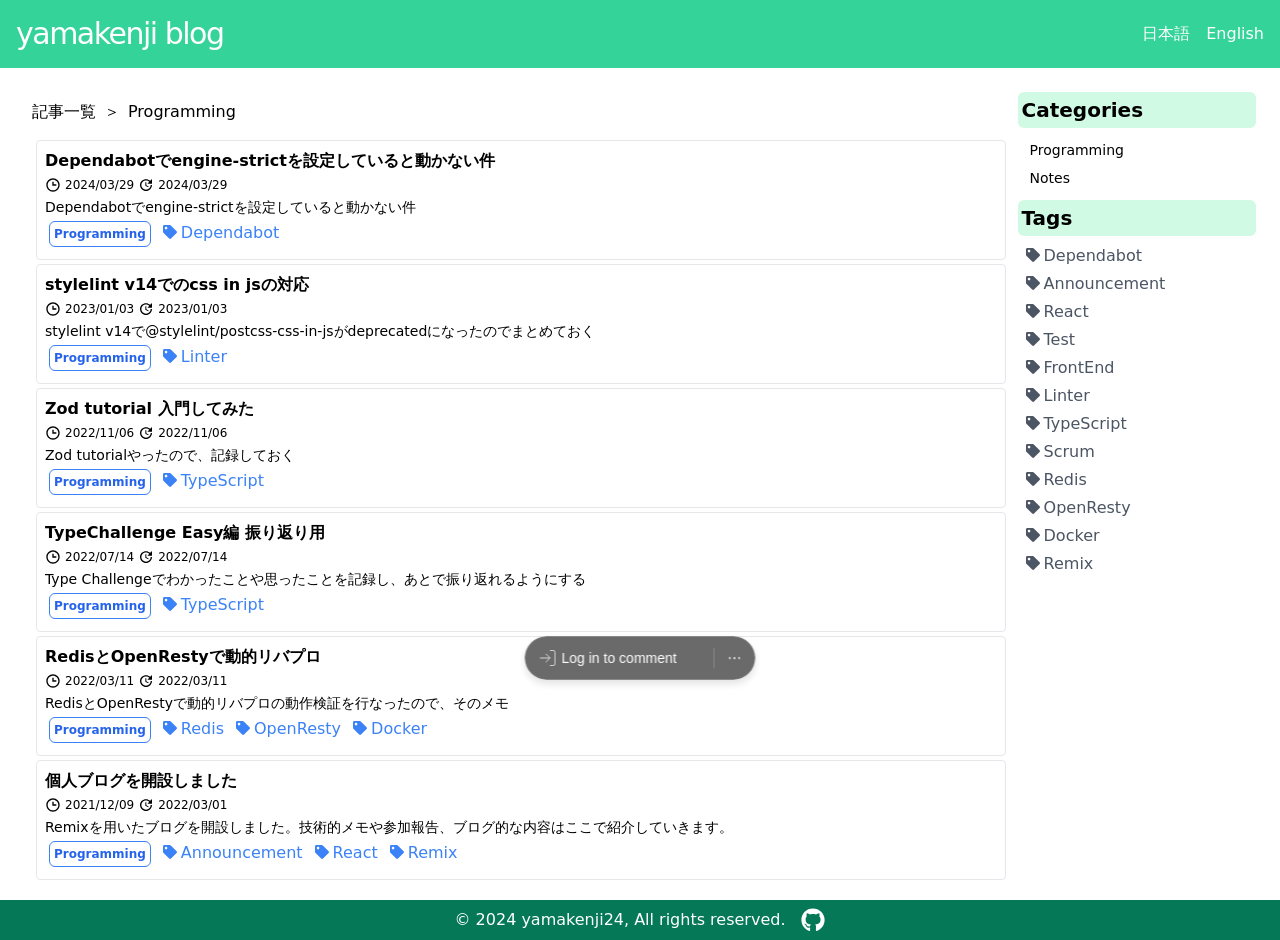 yamakenji blog
日本語 English
記事一覧 ＞ Programming
Dependabotでengine-strictを設定していると動かない件
2024/03/29 2024/03/29
Dependabotでengine-strictを設定していると動かない件
Programming Dependabot
stylelint v14でのcss in jsの対応
2023/01/03 2023/01/03
stylelint v14で@stylelint/postcss-css-in-jsがdeprecatedになったのでまとめておく
Programming Linter
Zod tutorial 入門してみた
2022/11/06 2022/11/06
Zod tutorialやったので、記録しておく
Programming TypeScript
TypeChallenge Easy編 振り返り用
2022/07/14 2022/07/14
Type Challengeでわかったことや思ったことを記録し、あとで振り返れるようにする
Programming TypeScript
RedisとOpenRestyで動的リバプロ
2022/03/11 2022/03/11
RedisとOpenRestyで動的リバプロの動作検証を行なったので、そのメモ
Programming Redis OpenResty Docker
個人ブログを開設しました
2021/12/09 2022/03/01
Remixを用いたブログを開設しました。技術的メモや参加報告、ブログ的な内容はここで紹介していきます。
Programming Announcement React Remix
Categories
Programming
Notes
Tags
Dependabot
Announcement
React
Test
FrontEnd
Linter
TypeScript
Scrum
Redis
OpenResty
Docker
Remix
Log in to comment
© 2024 yamakenji24, All rights reserved.